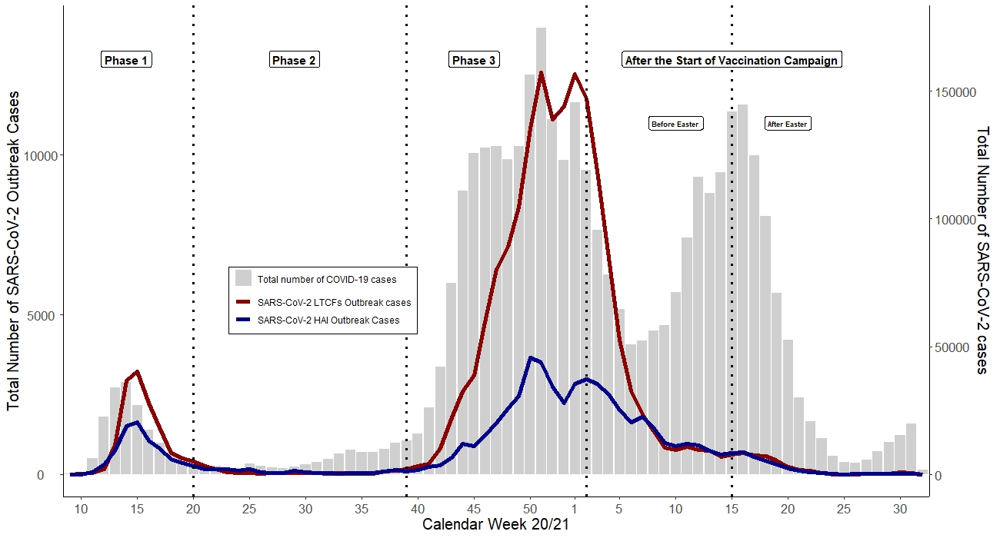 Phase 1
Phase 2
Phase 3
After the Start of Vaccination Campaign
Before Easter
After Easter
Total Number of SARS-CoV-2 Outbreak Cases
10000
5000
0
Total number of COVID-19 cases
SARS-CoV-2 LTCFs Outbreak cases
SARS-CoV-2 HAI Outbreak Cases
150000
100000
50000
0
Total Number of SARS-CoV-2 cases
10 15 20 25 30 35 40 45 50 1 5 10 15 20 25 30
Calendar Week 20/21